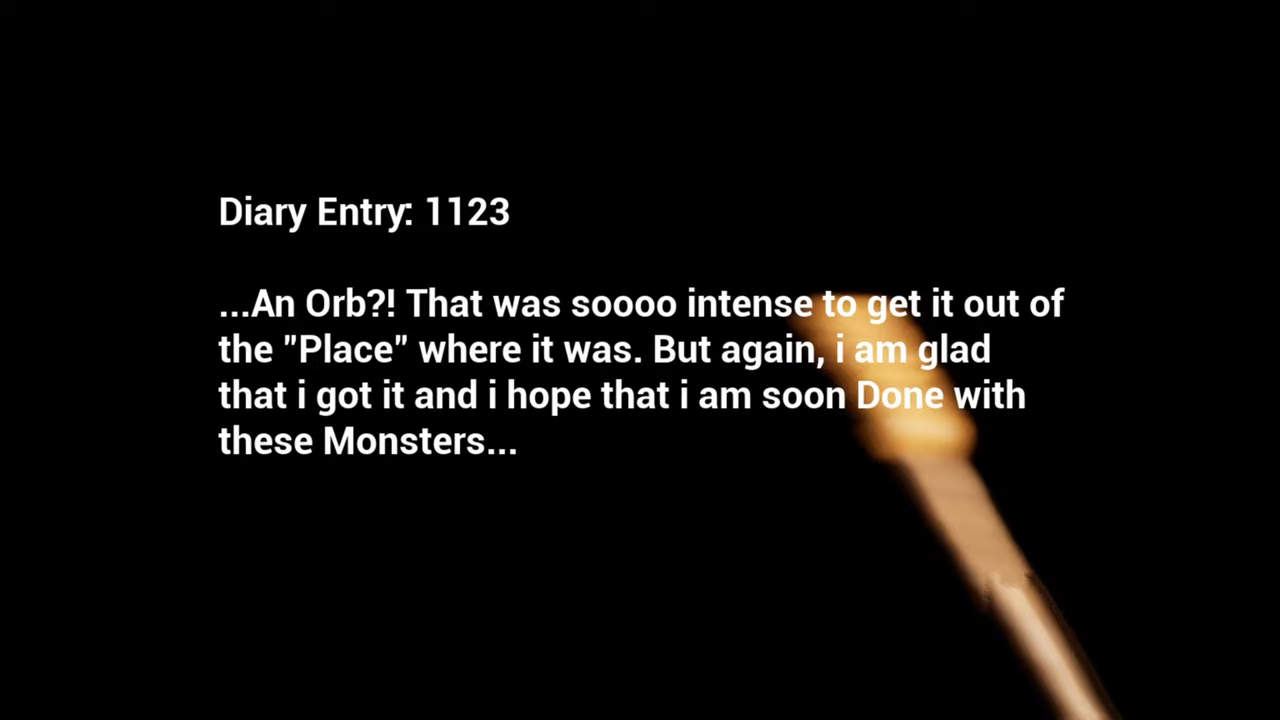 Diary Entry: 1123
...An Orb?! That was soooo intense to get it out of
the "Place" where it was. But again, i am glad
that i got it and i hope that i am soon Done with
these Monsters...